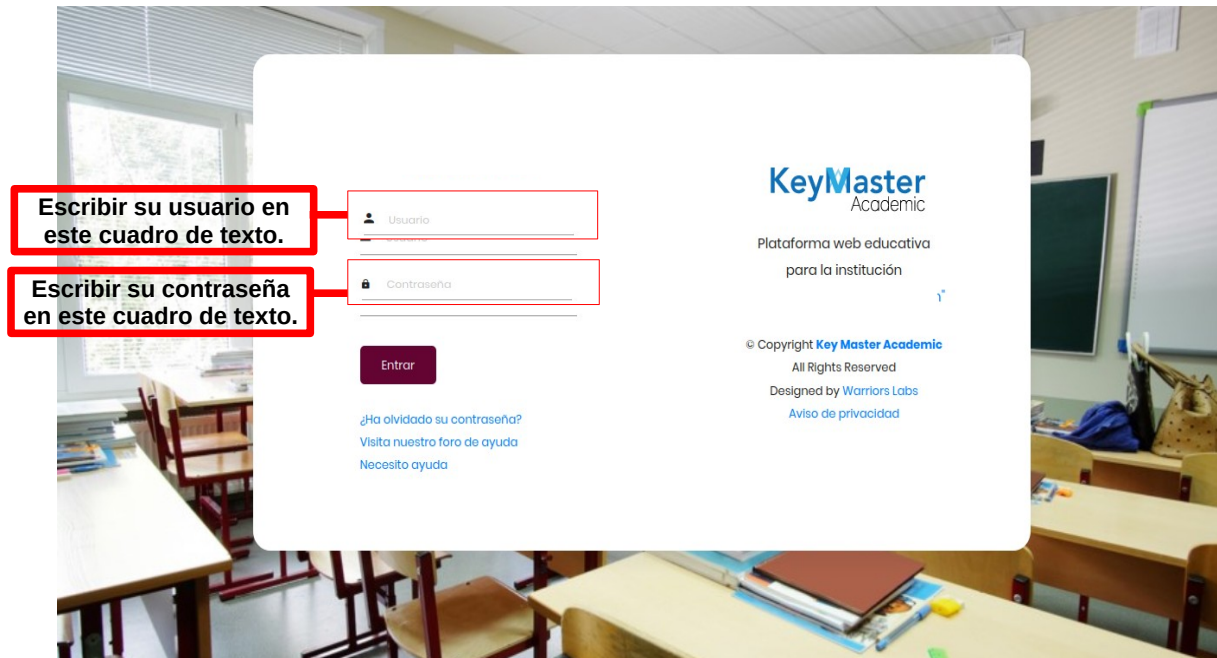 Escribir su usuario en
este cuadro de texto.
Usuario
Escribir su contraseña
en este cuadro de texto.
Contraseña
Entrar
¿Ha olvidado su contraseña?
Visita nuestro foro de ayuda
Necesito ayuda
KeyMaster
Academic
Plataforma web educativa
para la institución
© Copyright Key Master Academic
All Rights Reserved
Designed by Warriors Labs
Aviso de privacidad